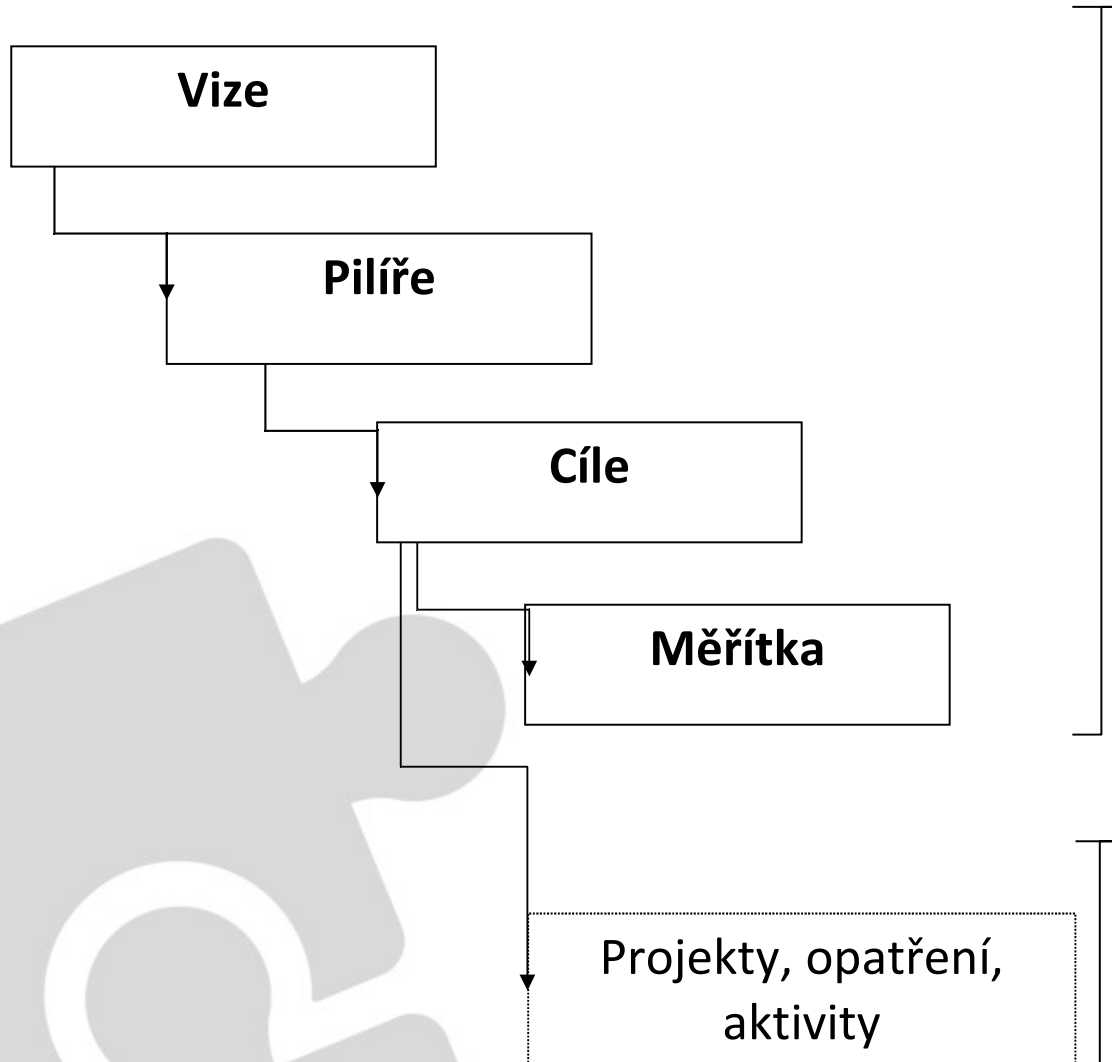 Vize
Pilíře
Cíle
Měřítka
Projekty, opatření,
aktivity